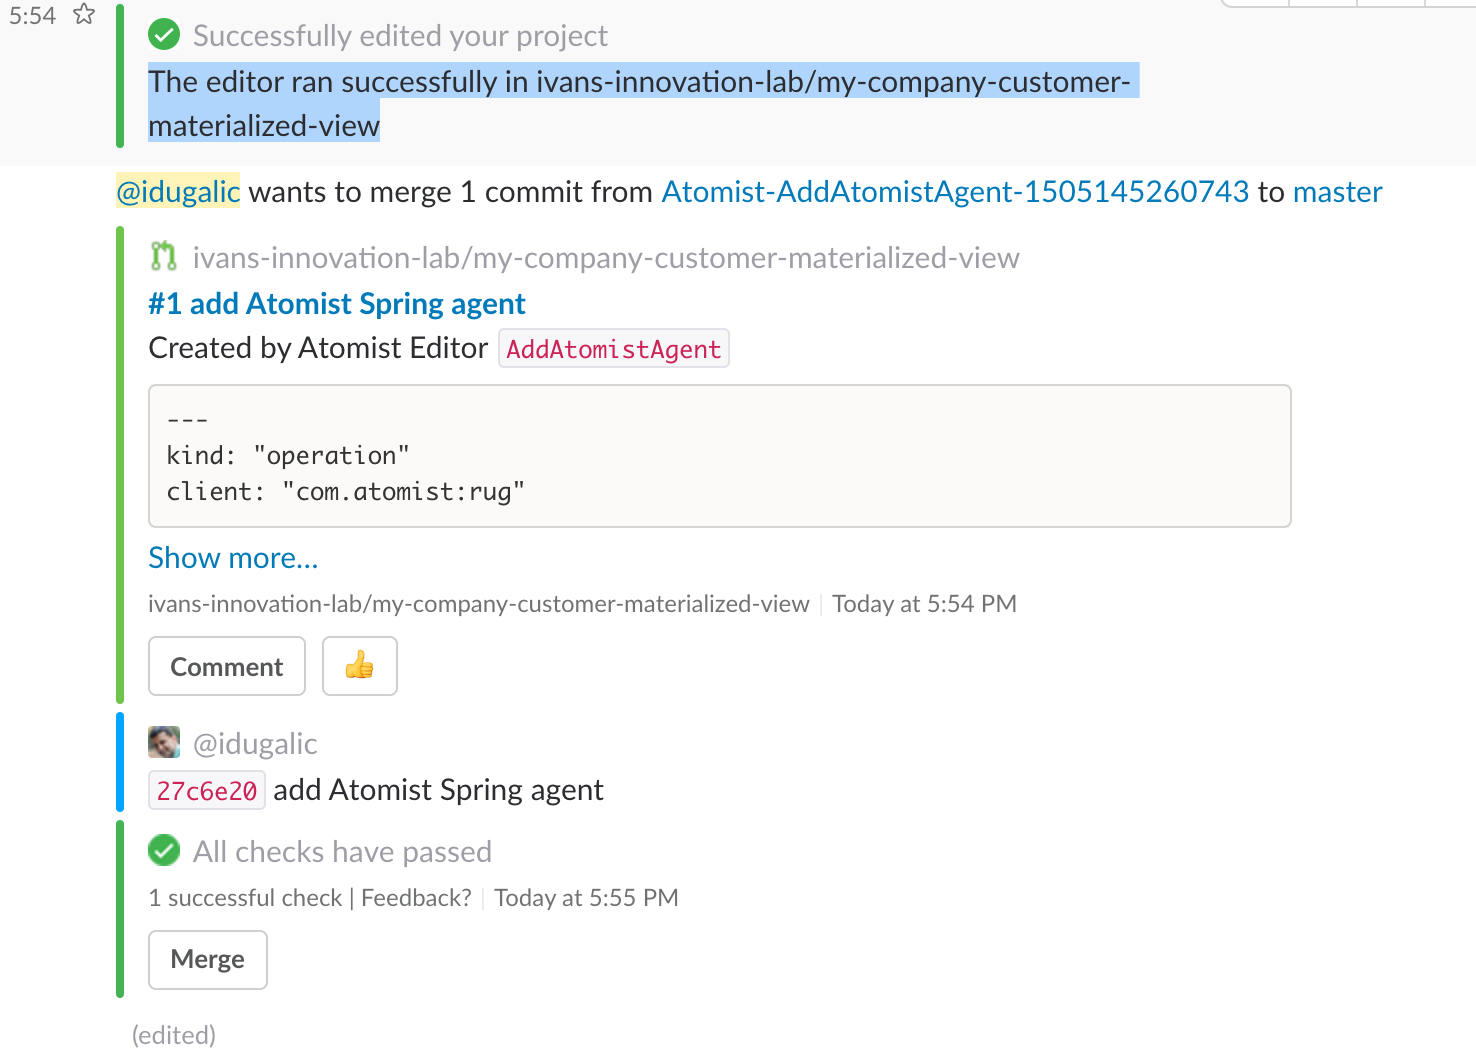 5:54
Successfully edited your project
The editor ran successfully in ivans-innovation-lab/my-company-customer-
materialized-view
@idugalic wants to merge 1 commit from Atomist-AddAtomistAgent-1505145260743 to master
ivans-innovation-lab/my-company-customer-materialized-view
#1 add Atomist Spring agent
Created by Atomist Editor AddAtomistAgent
---
kind: "operation"
client: "com.atomist:rug"
Show more...
ivans-innovation-lab/my-company-customer-materialized-view | Today at 5:54 PM
Comment
@idugalic
27c6e20 add Atomist Spring agent
All checks have passed
1 successful check | Feedback? | Today at 5:55 PM
Merge
(edited)